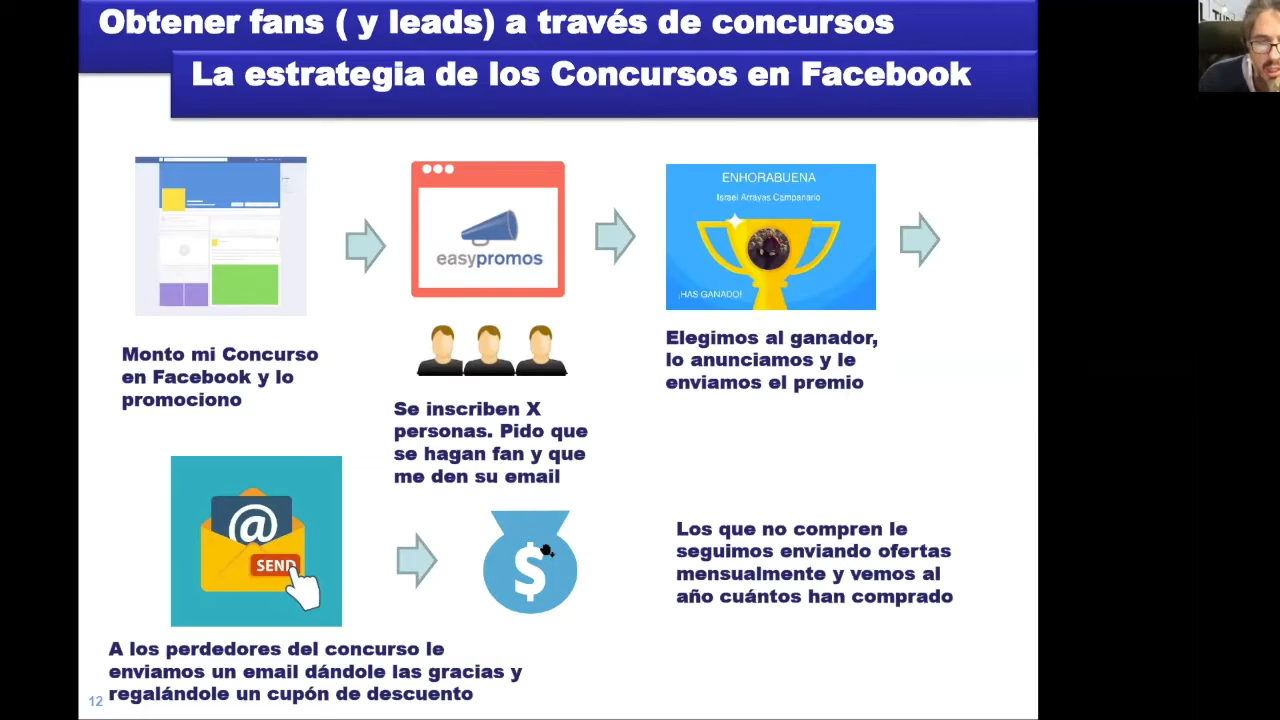 Obtener fans ( y leads) a través de concursos
La estrategia de los Concursos en Facebook
easypromos
ENHORABUENA
Israel Arrayas Campanario
¡HAS GANADO!
Monto mi Concurso
en Facebook y lo
promociono
Se inscriben X
personas. Pido que
se hagan fan y que
me den su email
Elegimos al ganador,
lo anunciamos y le
enviamos el premio
@
SEND
$
A los perdedores del concurso le
enviamos un email dándole las gracias y
regalándole un cupón de descuento
Los que no compren le
seguimos enviando ofertas
mensualmente y vemos al
año cuántos han comprado
12